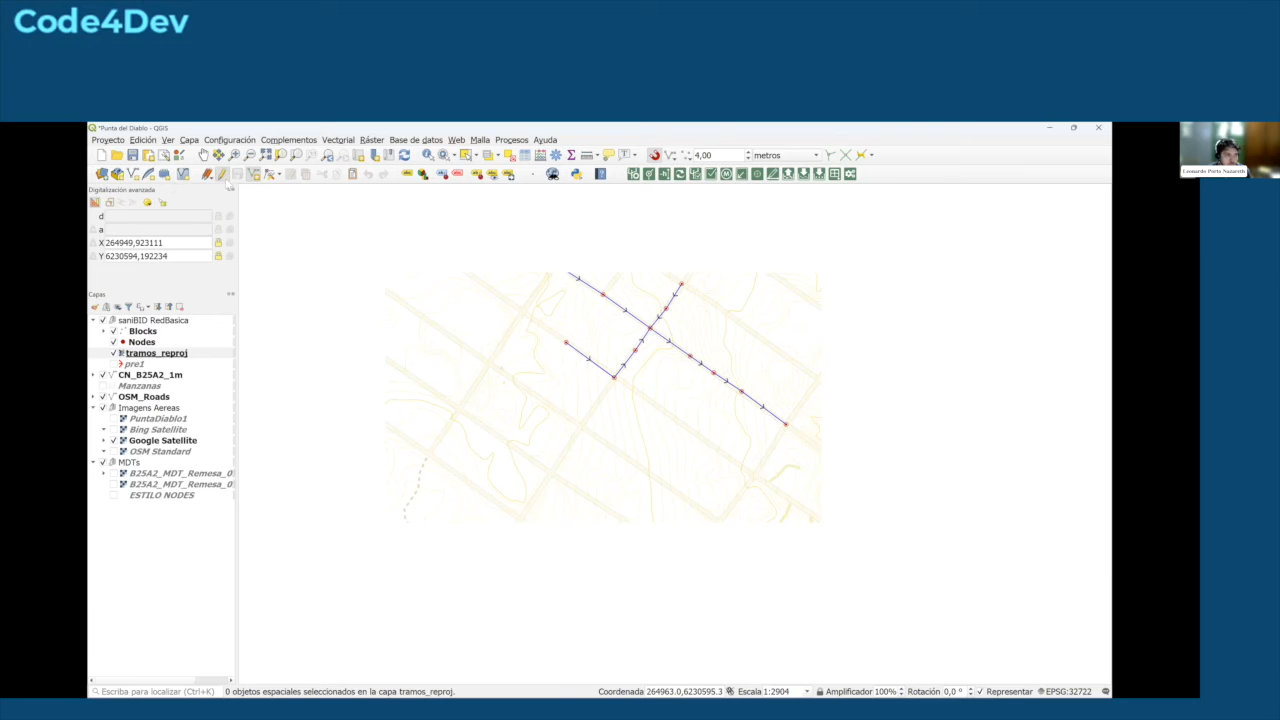 Code4Dev
*Punta del Diablo - QGIS
Proyecto Edición Ver Capa Configuración Complementos Vectorial Ráster Base de datos Web Malla Procesos Ayuda
4,00 metros
Digitalización avanzada
d
a
X 264949,923111
Y 6230594,192234
Capas
saniBID RedBasica
Blocks
Nodes
tramos_reproj
pre1
CN_B25A2_1m
Manzanas
OSM_Roads
Imagens Aereas
PuntaDiablo1
Bing Satellite
Google Satellite
OSM Standard
MDTs
B25A2_MDT_Remesa_0
B25A2_MDT_Remesa_0
ESTILO NODES
Escriba para localizar (Ctrl+K) 0 objetos espaciales seleccionados en la capa tramos_reproj. Coordenada 264963.0,6230595.3 Escala 1:2904 Amplificador 100% Rotación 0,0 ° Representar EPSG:32722
Leonardo Porto Nazareth